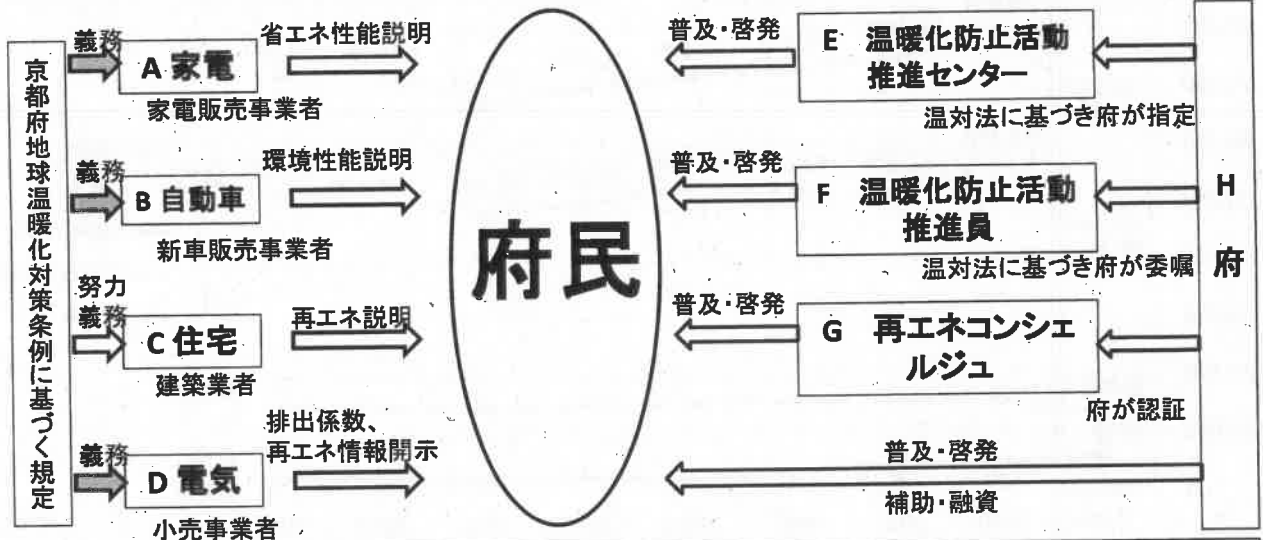 京都府地球温暖化対策条例に基づく規定
義務
A 家電
家電販売事業者
省エネ性能説明
義務
B 自動車
新車販売事業者
環境性能説明
努力
義務
C 住宅
建築業者
再エネ説明
義務
D 電気
小売事業者
排出係数、
再エネ情報開示
府民
普及・啓発
E 温暖化防止活動
推進センター
温対法に基づき府が指定
普及・啓発
F 温暖化防止活動
推進員
温対法に基づき府が委嘱
普及・啓発
G 再エネコンシェ
ルジュ
府が認証
普及・啓発
補助・融資
H
府